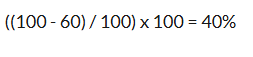 ((100 - 60) / 100) x 100 = 40%